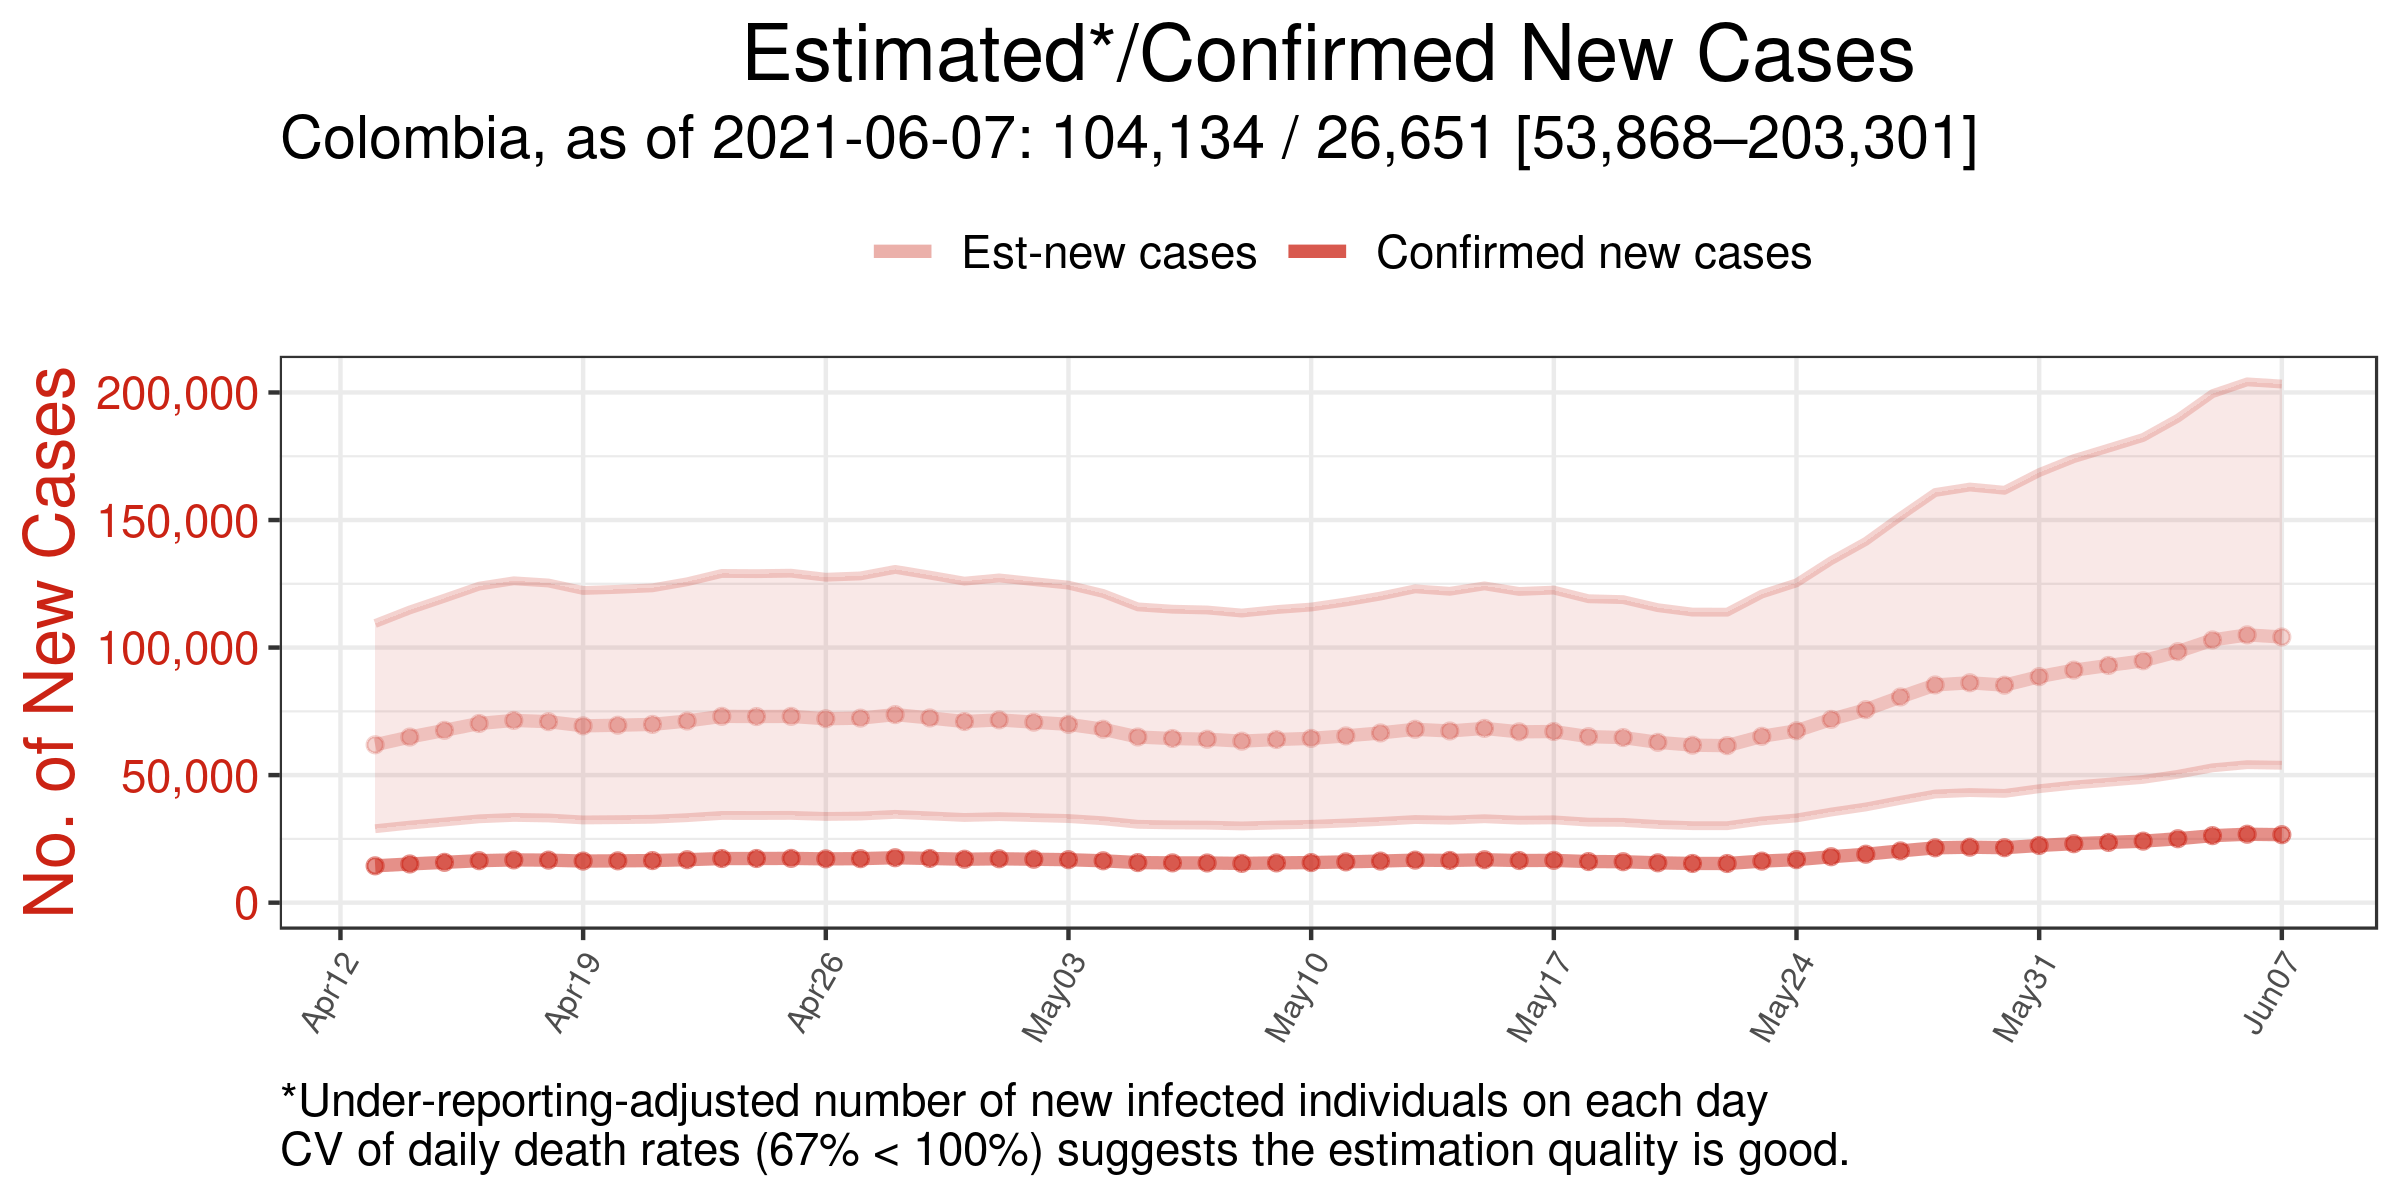 Estimated*/Confirmed New Cases
Colombia, as of 2021-06-07: 104,134 / 26,651 [53,868–203,301]
Est-new cases
Confirmed new cases
No. of New Cases
200,000
150,000
100,000
50,000
0
Apr12
Apr19
Apr26
May03
May10
May17
May24
May31
Jun07
*Under-reporting-adjusted number of new infected individuals on each day
CV of daily death rates (67% < 100%) suggests the estimation quality is good.